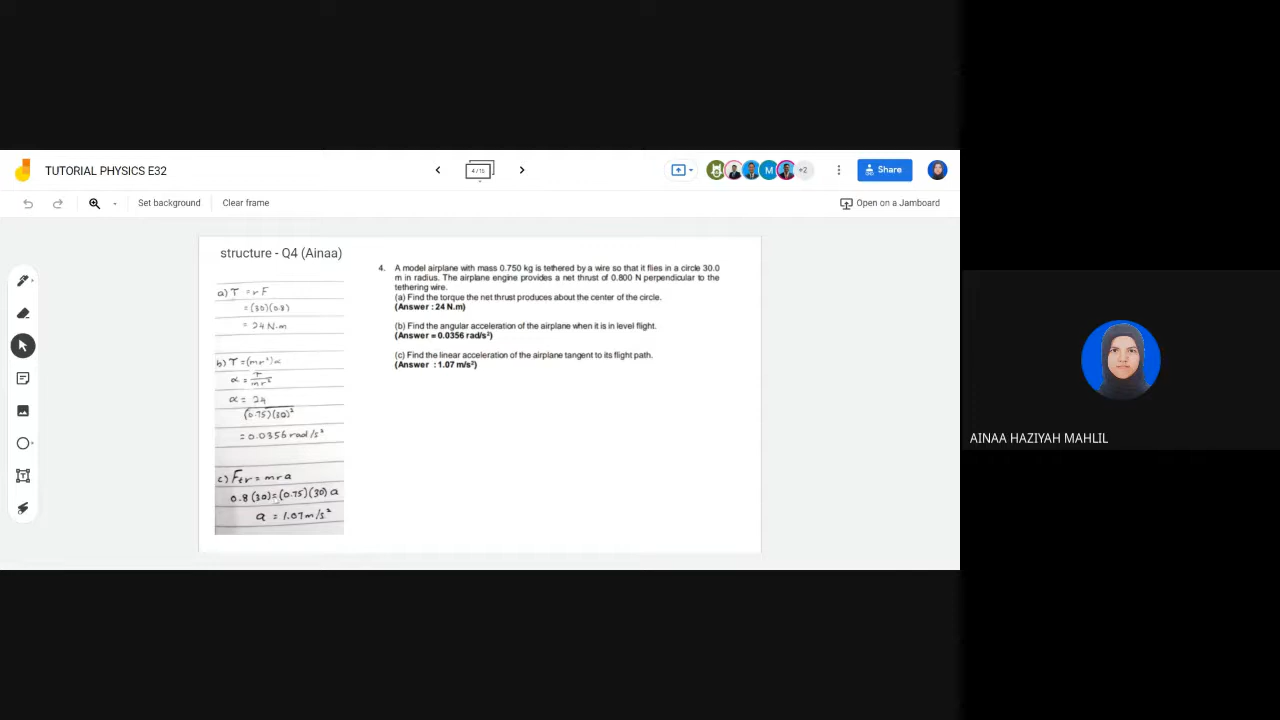 TUTORIAL PHYSICS E32
4 / 15
M
+2
Share
Set background
Clear frame
Open on a Jamboard
structure - Q4 (Ainaa)
a) T = rF
= (30)(0.8)
= 24 N.m
b) T = (mr²)∝
∝ = T
mr²
∝ = 24
(0.75)(30)²
= 0.0356 rad/s²
c) Ftr = mra
0.8 (30) = (0.75)(30) a
a = 1.07 m/s²
4. A model airplane with mass 0.750 kg is tethered by a wire so that it flies in a circle 30.0
m in radius. The airplane engine provides a net thrust of 0.800 N perpendicular to the
tethering wire.
(a) Find the torque the net thrust produces about the center of the circle.
(Answer : 24 N.m)
(b) Find the angular acceleration of the airplane when it is in level flight.
(Answer = 0.0356 rad/s²)
(c) Find the linear acceleration of the airplane tangent to its flight path.
(Answer : 1.07 m/s²)
AINAA HAZIYAH MAHLIL